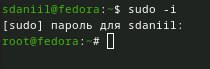 sdaniil@fedora:~$ sudo -i
[sudo] пароль для sdaniil:
root@fedora:~#